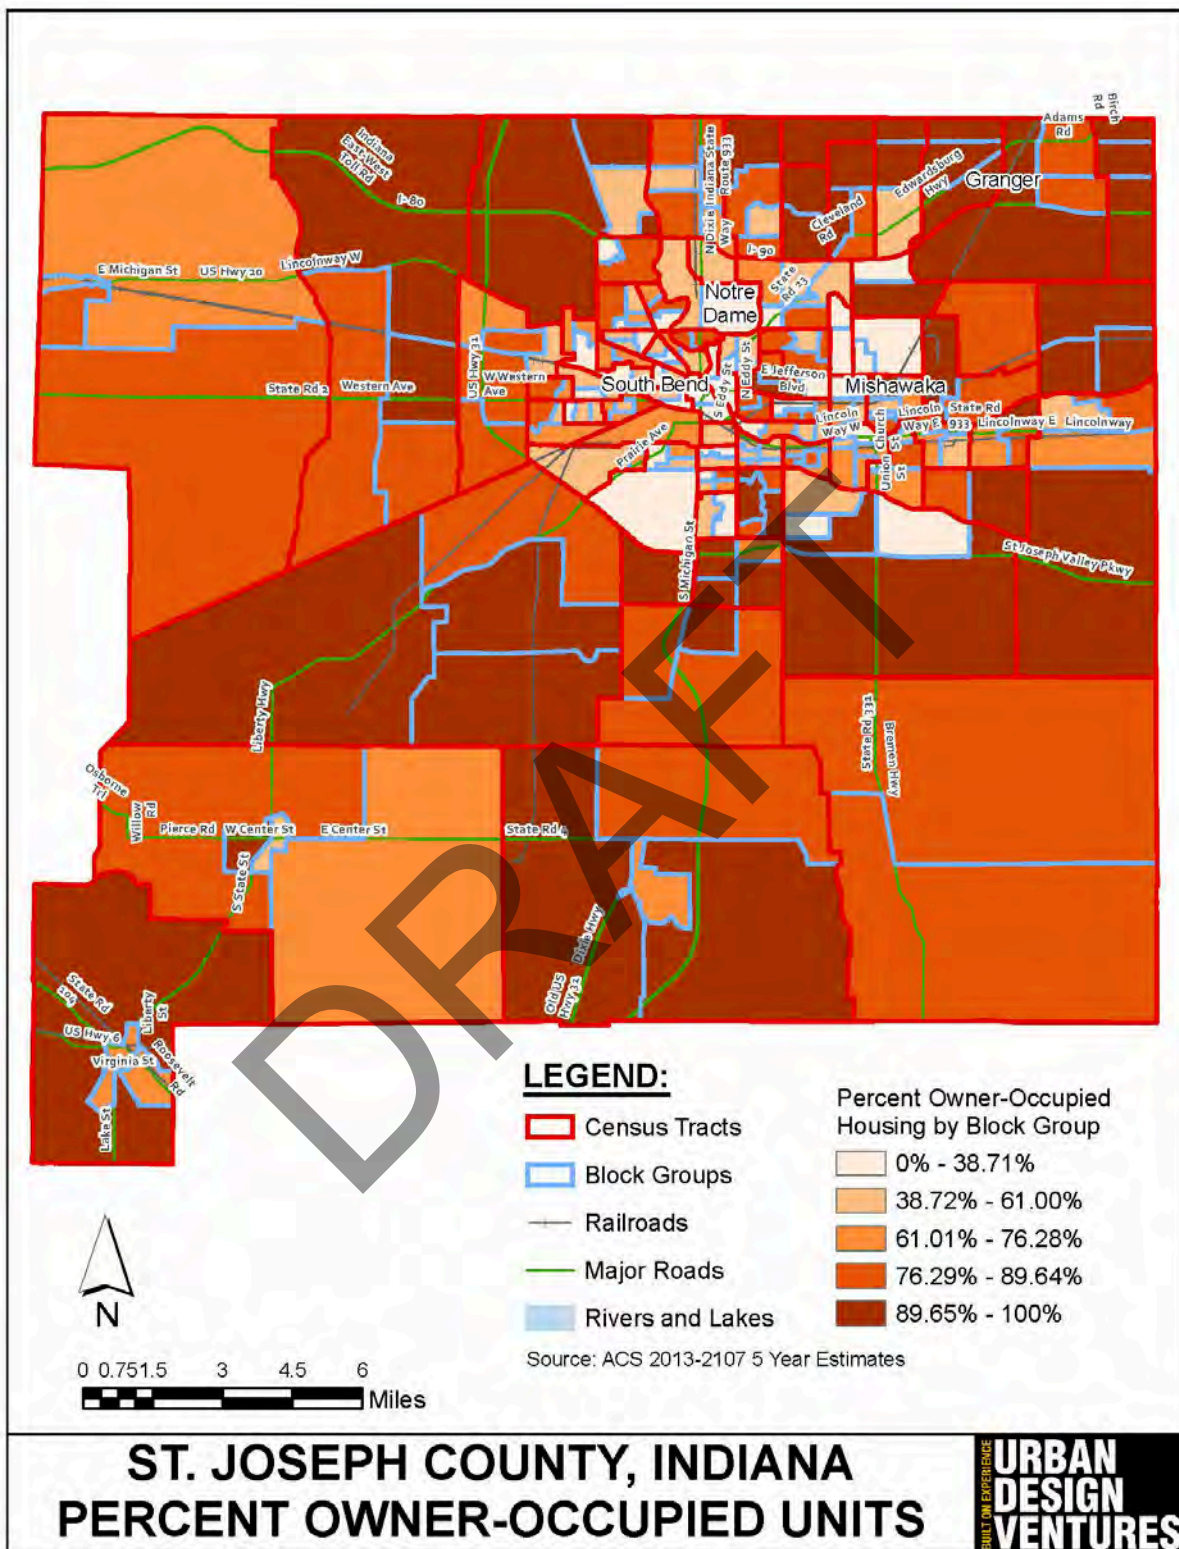 Birch
Rd
Adams
Rd
Indiana
East-West
Toll Rd
I-80
N Dixie
Way
Indiana State
Route 933
Edwardsburg
Hwy
Granger
Cleveland
Rd
I-90
E Michigan St
US Hwy 20
Lincolnway W
State
Rd 23
Notre
Dame
US Hwy 31
State Rd 2
Western Ave
W Western
Ave
South Bend
S Eddy St
N Eddy St
E Jefferson
Blvd
Mishawaka
Lincoln
Way W
Church
St
Lincoln
Way E
State Rd
933
Lincolnway E
Lincolnway
Prairie Ave
Union
St
S Michigan St
St Joseph Valley Pkwy
Liberty Hwy
State Rd 331
Bremen Hwy
Osborne
Trl
Willow
Rd
Pierce Rd
W Center St
E Center St
State Rd 4
S State St
Old US
Hwy 31
Dixie Hwy
State Rd
104
Liberty
St
US Hwy 6
Virginia St
Roosevelt
Rd
Lake St
DRAFT
LEGEND:
Census Tracts
Block Groups
Railroads
Major Roads
Rivers and Lakes
Percent Owner-Occupied
Housing by Block Group
0% - 38.71%
38.72% - 61.00%
61.01% - 76.28%
76.29% - 89.64%
89.65% - 100%
Source: ACS 2013-2107 5 Year Estimates
N
0 0.75 1.5 3 4.5 6
Miles
ST. JOSEPH COUNTY, INDIANA
PERCENT OWNER-OCCUPIED UNITS
BUILT ON EXPERIENCE
URBAN
DESIGN
VENTURES